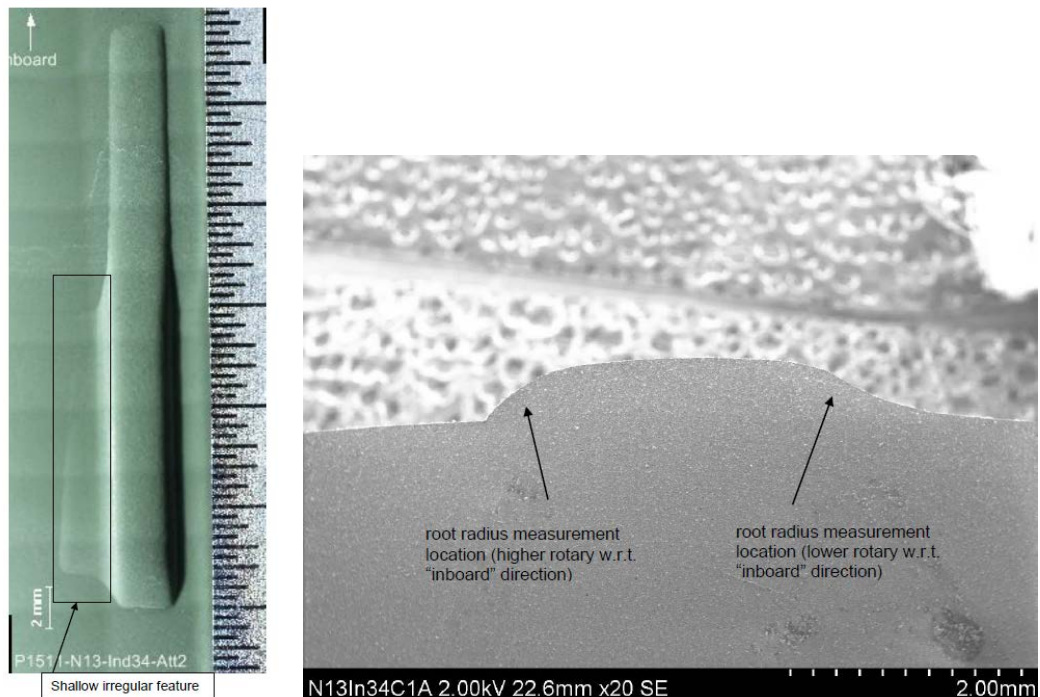 nboard
2 mm
P1511-N13-Ind34-Att2
Shallow irregular feature
root radius measurement
location (higher rotary w.r.t.
“inboard” direction)
root radius measurement
location (lower rotary w.r.t.
“inboard” direction)
N13In34C1A 2.00kV 22.6mm x20 SE
2.00mm